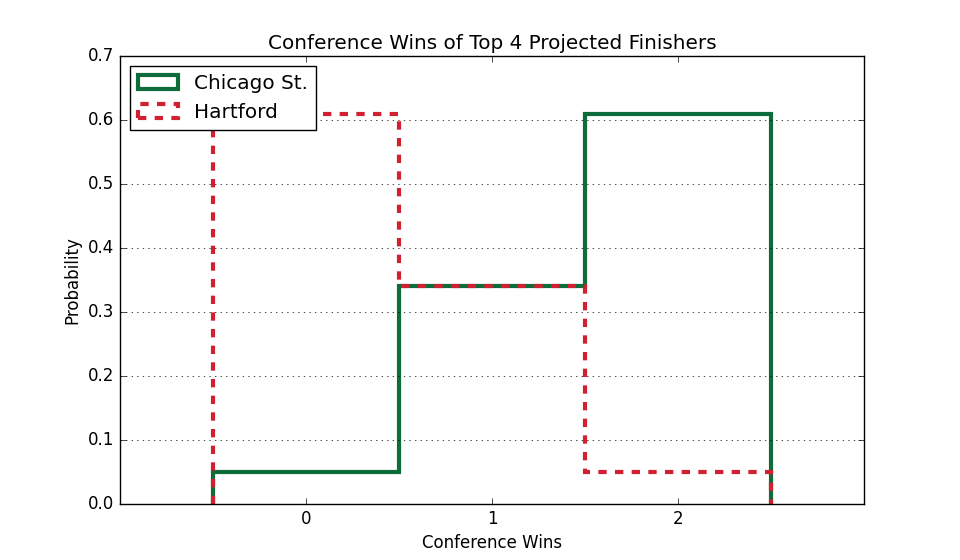 Conference Wins of Top 4 Projected Finishers
0.7
Chicago St.
Hartford
0.6
0.5
0.4
0.3
0.2
0.1
0.0
Probability
0 1 2
Conference Wins